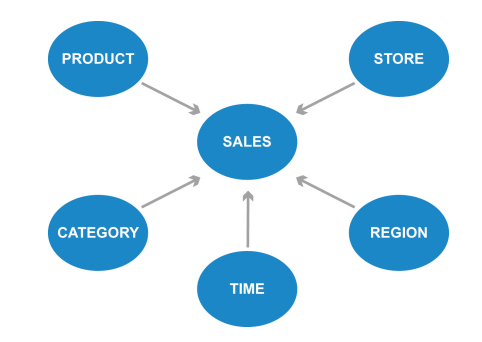 PRODUCT
STORE
SALES
CATEGORY
REGION
TIME